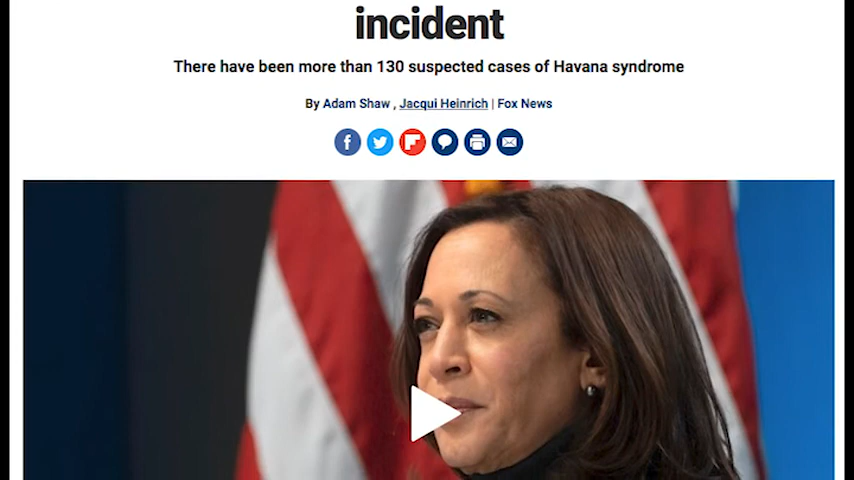 incident
There have been more than 130 suspected cases of Havana syndrome
By Adam Shaw , Jacqui Heinrich | Fox News